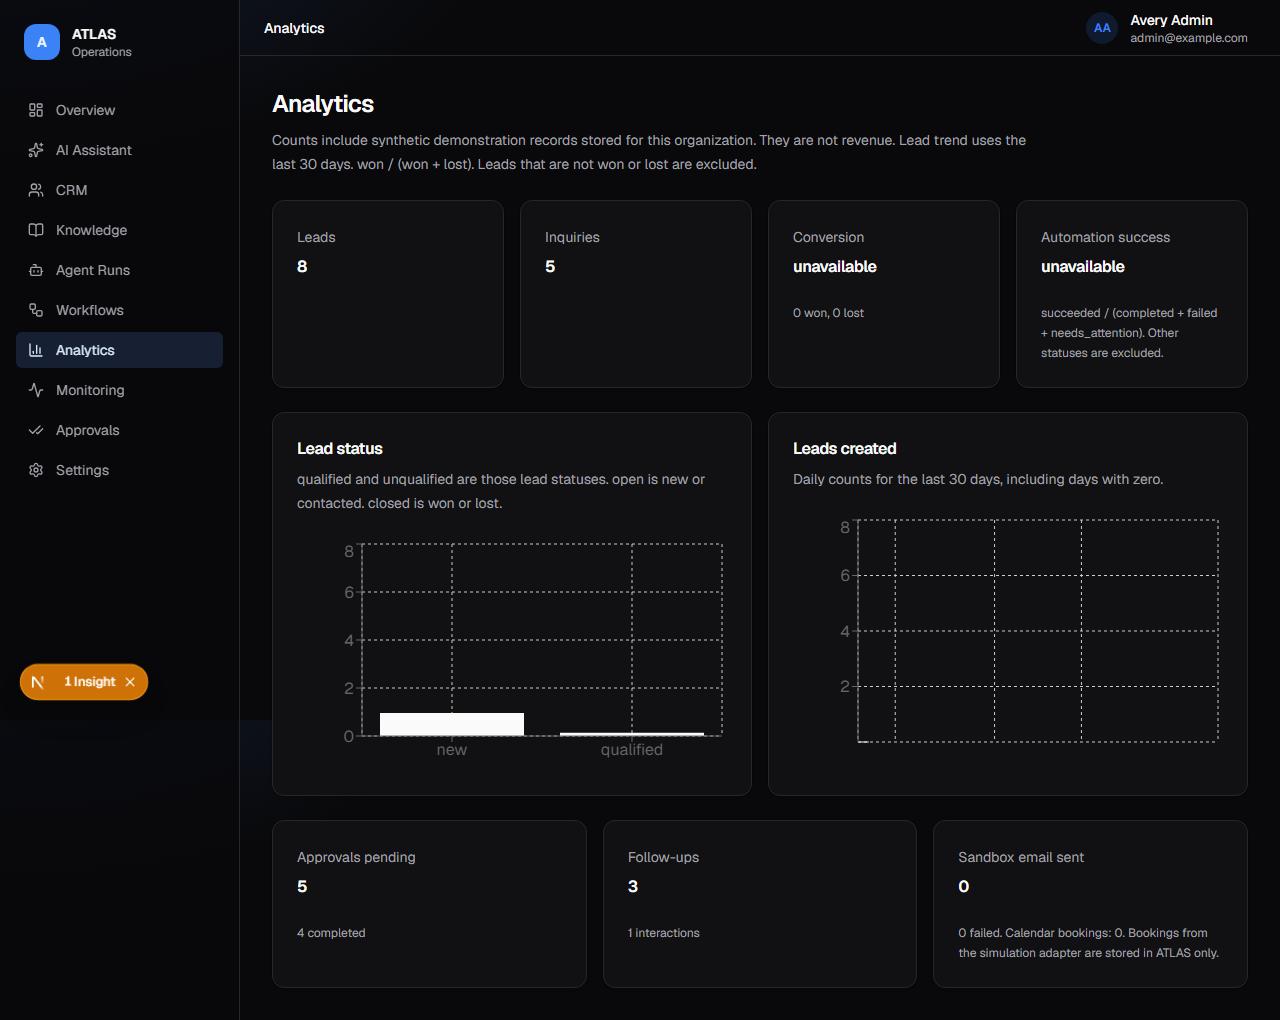 A
ATLAS
Operations
Overview
AI Assistant
CRM
Knowledge
Agent Runs
Workflows
Analytics
Monitoring
Approvals
Settings
1 Insight
Analytics
AA
Avery Admin
admin@example.com
Analytics
Counts include synthetic demonstration records stored for this organization. They are not revenue. Lead trend uses the
last 30 days. won / (won + lost). Leads that are not won or lost are excluded.
Leads
8
Inquiries
5
Conversion
unavailable
0 won, 0 lost
Automation success
unavailable
succeeded / (completed + failed
+ needs_attention). Other
statuses are excluded.
Lead status
qualified and unqualified are those lead statuses. open is new or
contacted. closed is won or lost.
8
6
4
2
0
new
qualified
Leads created
Daily counts for the last 30 days, including days with zero.
8
6
4
2
Approvals pending
5
4 completed
Follow-ups
3
1 interactions
Sandbox email sent
0
0 failed. Calendar bookings: 0. Bookings from
the simulation adapter are stored in ATLAS only.